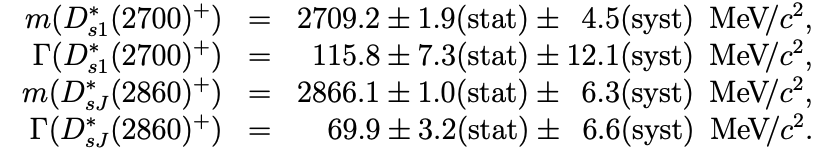 m(D*s1(2700)+) = 2709.2 ± 1.9(stat) ± 4.5(syst) MeV/c2,
Γ(D*s1(2700)+) = 115.8 ± 7.3(stat) ± 12.1(syst) MeV/c2,
m(D*sJ(2860)+) = 2866.1 ± 1.0(stat) ± 6.3(syst) MeV/c2,
Γ(D*sJ(2860)+) = 69.9 ± 3.2(stat) ± 6.6(syst) MeV/c2.